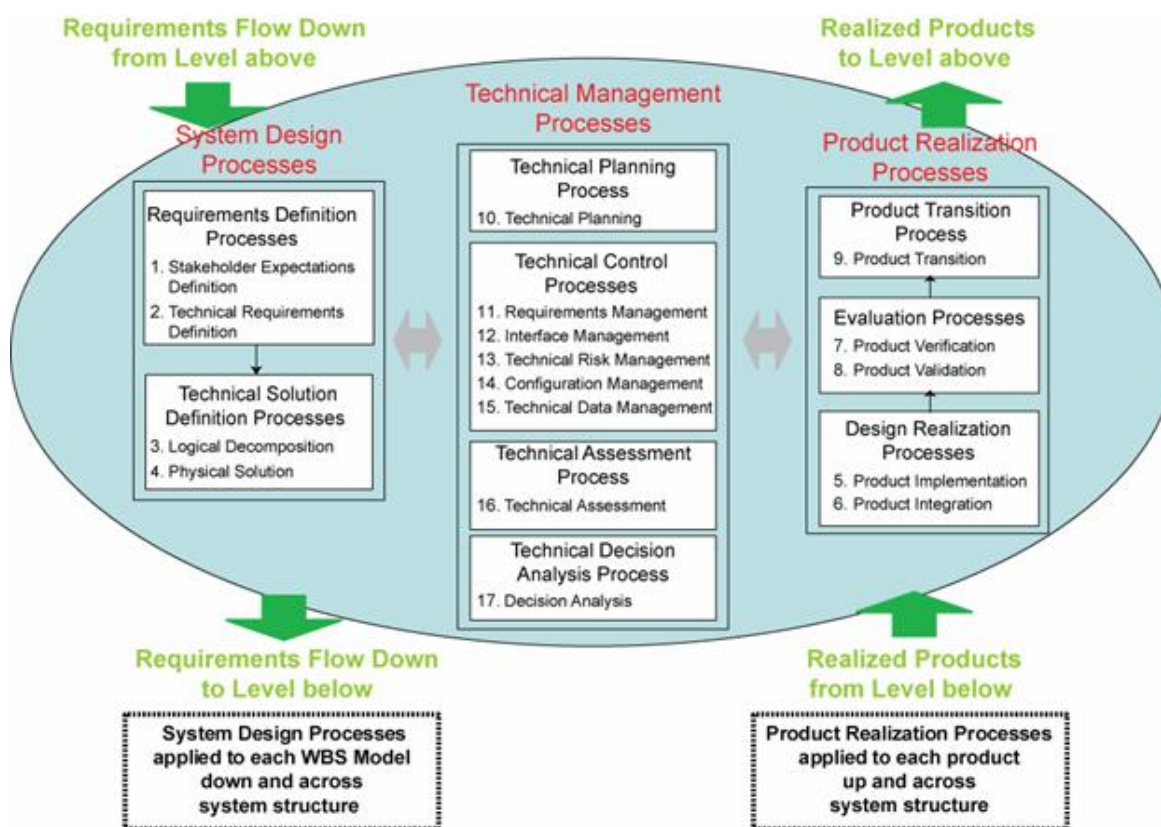 Requirements Flow Down
from Level above
Realized Products
to Level above
Technical Management
Processes
System Design
Processes
Product Realization
Processes
Requirements Definition
Processes
1. Stakeholder Expectations
Definition
2. Technical Requirements
Definition
Technical Solution
Definition Processes
3. Logical Decomposition
4. Physical Solution
Technical Planning
Process
10. Technical Planning
Technical Control
Processes
11. Requirements Management
12. Interface Management
13. Technical Risk Management
14. Configuration Management
15. Technical Data Management
Technical Assessment
Process
16. Technical Assessment
Technical Decision
Analysis Process
17. Decision Analysis
Product Transition
Process
9. Product Transition
Evaluation Processes
7. Product Verification
8. Product Validation
Design Realization
Processes
5. Product Implementation
6. Product Integration
Requirements Flow Down
to Level below
Realized Products
from Level below
System Design Processes
applied to each WBS Model
down and across
system structure
Product Realization Processes
applied to each product
up and across
system structure